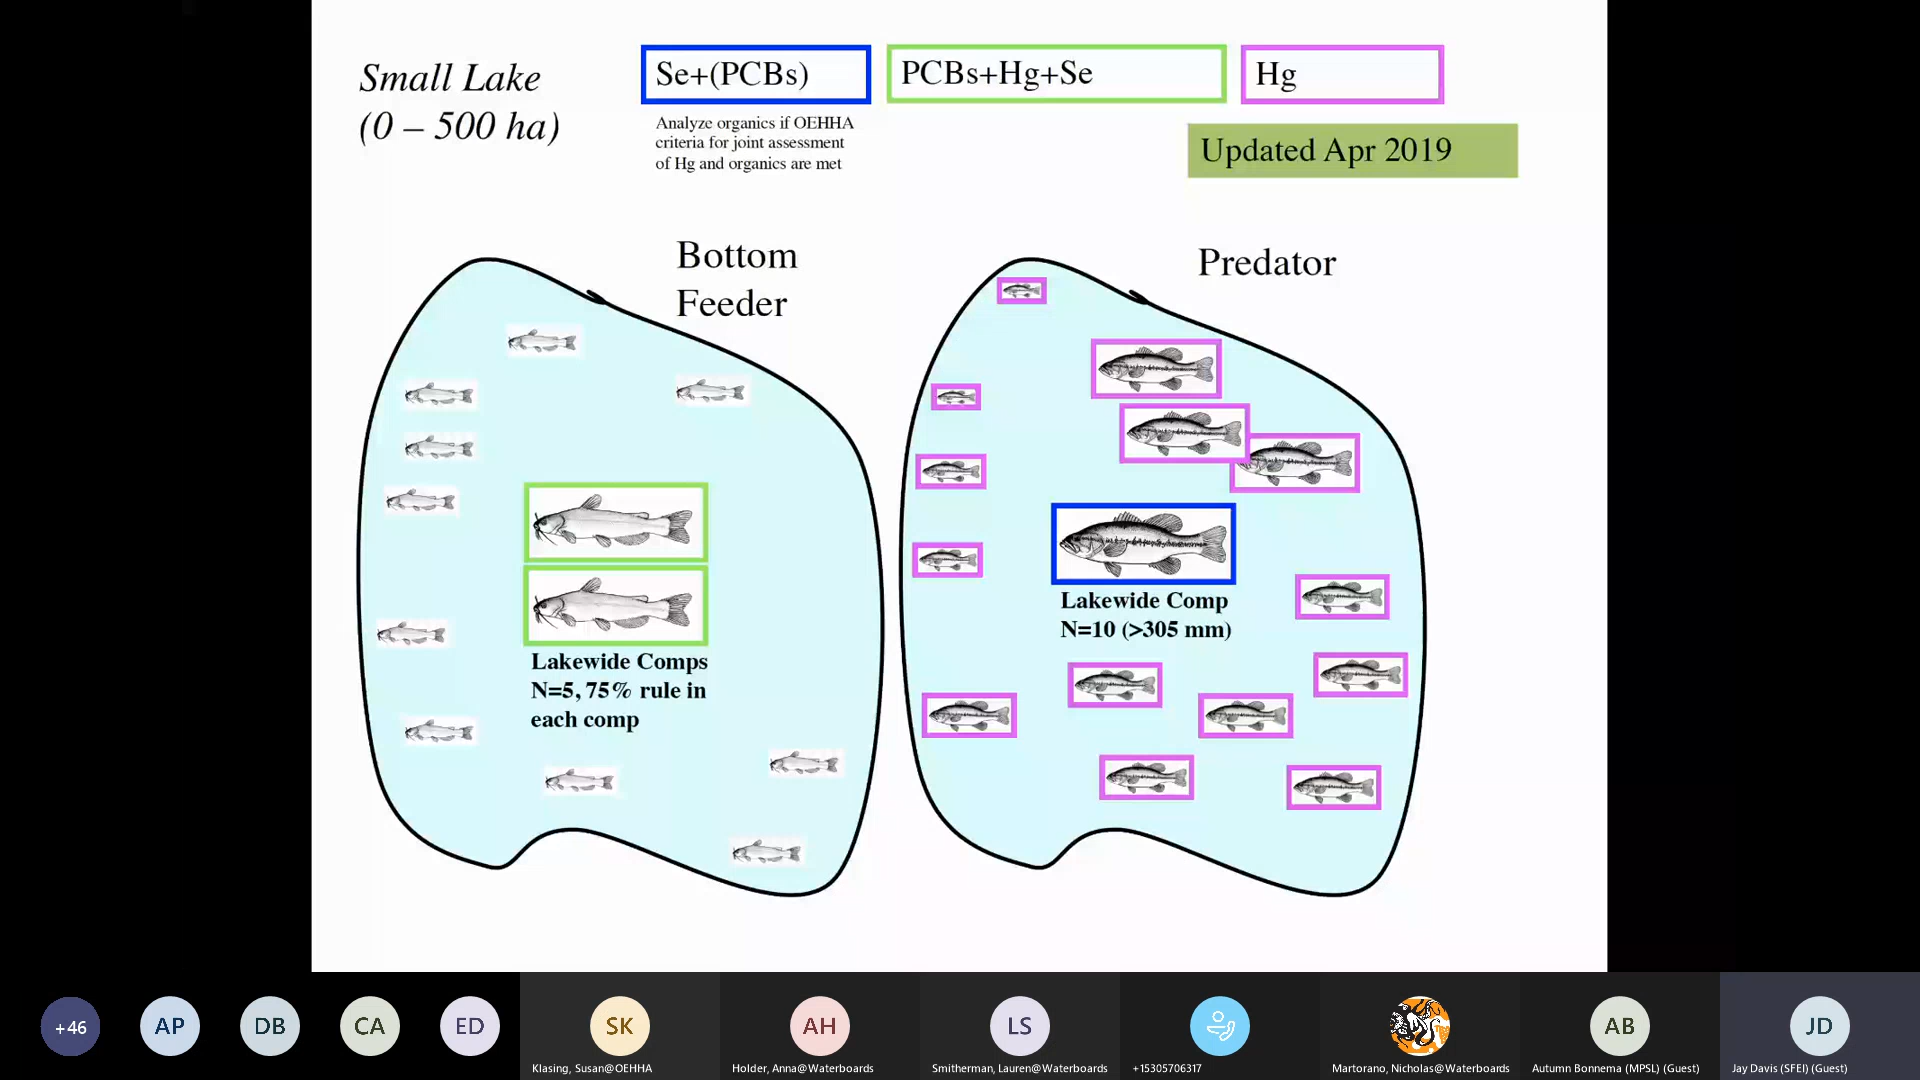 Small Lake
(0 – 500 ha)
Se+(PCBs)
PCBs+Hg+Se
Hg
Analyze organics if OEHHA
criteria for joint assessment
of Hg and organics are met
Updated Apr 2019
Bottom
Feeder
Predator
Lakewide Comps
N=5, 75% rule in
each comp
Lakewide Comp
N=10 (>305 mm)
+46
AP
DB
CA
ED
SK
AH
LS
AB
JD
Klasing, Susan@OEHHA
Holder, Anna@Waterboards
Smitherman, Lauren@Waterboards
+15305706317
Martorano, Nicholas@Waterboards
Autumn Bonnema (MPSL) (Guest)
Jay Davis (SFEI) (Guest)